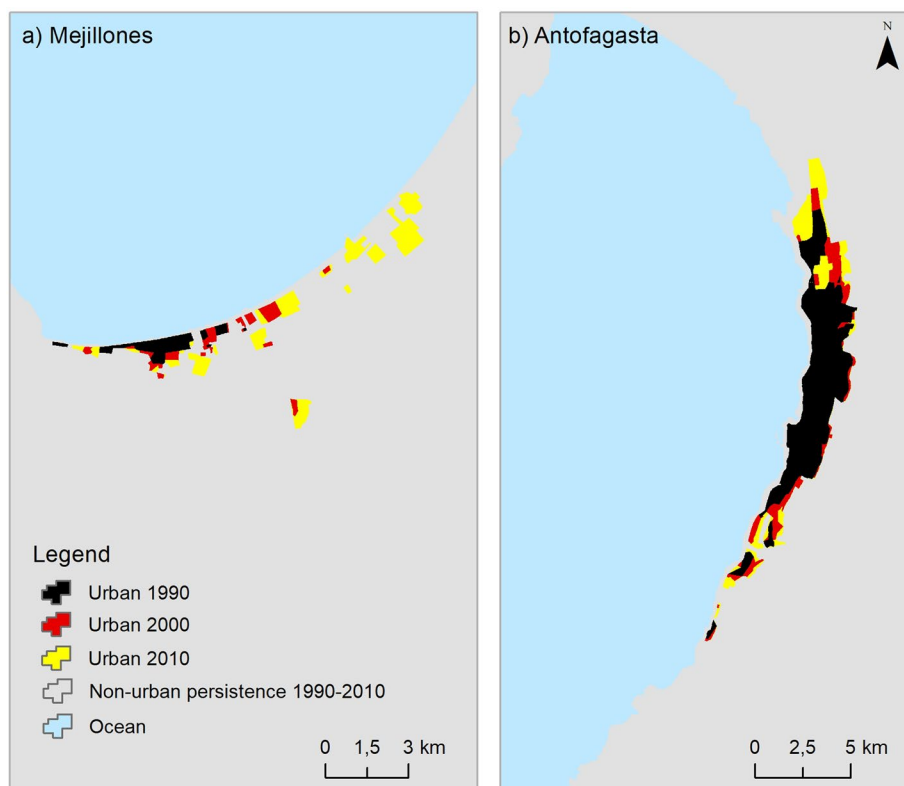 a) Mejillones
b) Antofagasta
N
Legend
Urban 1990
Urban 2000
Urban 2010
Non-urban persistence 1990-2010
Ocean
0 1,5 3 km
0 2,5 5 km